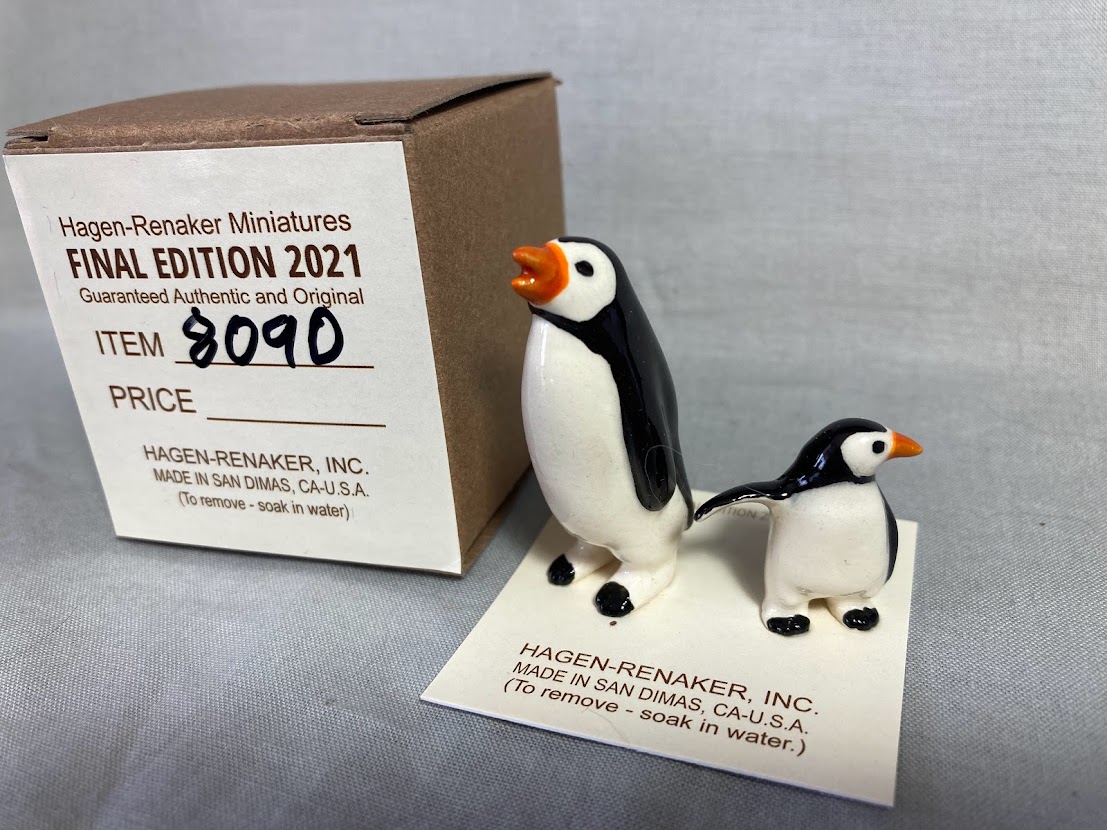 Hagen-Renaker Miniatures
FINAL EDITION 2021
Guaranteed Authentic and Original
ITEM 8090
PRICE
HAGEN-RENAKER, INC.
MADE IN SAN DIMAS, CA-U.S.A.
(To remove - soak in water)
HAGEN-RENAKER, INC.
MADE IN SAN DIMAS, CA-U.S.A.
(To remove - soak in water.)